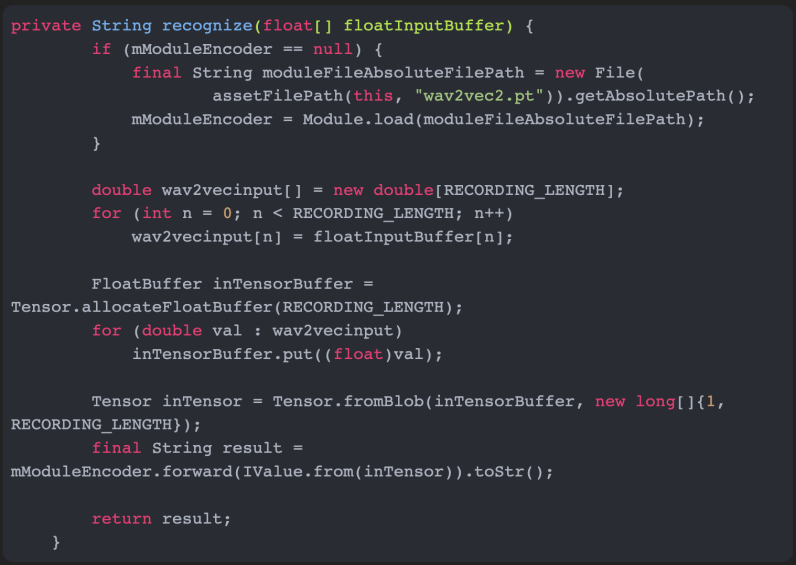 private String recognize(float[] floatInputBuffer) {
        if (mModuleEncoder == null) {
            final String moduleFileAbsoluteFilePath = new File(
                    assetFilePath(this, "wav2vec2.pt")).getAbsolutePath();
            mModuleEncoder = Module.load(moduleFileAbsoluteFilePath);
        }

        double wav2vecinput[] = new double[RECORDING_LENGTH];
        for (int n = 0; n < RECORDING_LENGTH; n++)
            wav2vecinput[n] = floatInputBuffer[n];

        FloatBuffer inTensorBuffer =
Tensor.allocateFloatBuffer(RECORDING_LENGTH);
        for (double val : wav2vecinput)
            inTensorBuffer.put((float)val);

        Tensor inTensor = Tensor.fromBlob(inTensorBuffer, new long[]{1,
RECORDING_LENGTH});
        final String result =
mModuleEncoder.forward(IValue.from(inTensor)).toStr();

        return result;
    }